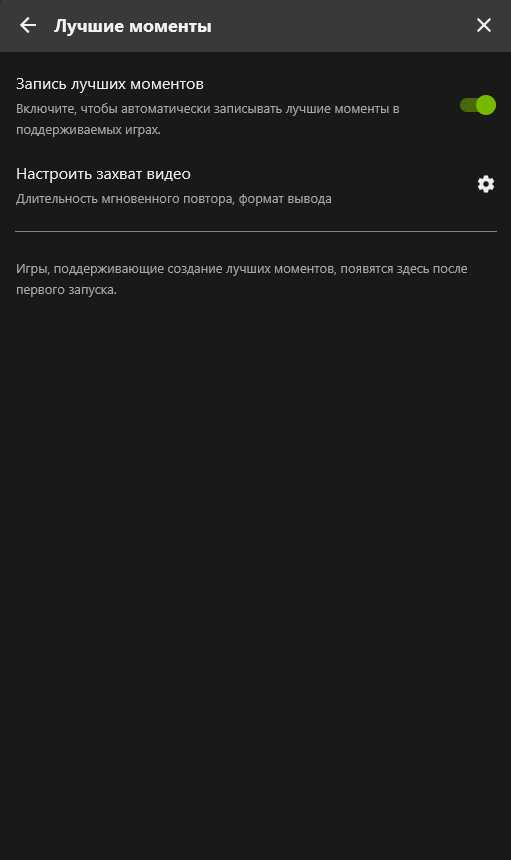 Лучшие моменты
Запись лучших моментов
Включите, чтобы автоматически записывать лучшие моменты в
поддерживаемых играх.
Настроить захват видео
Длительность мгновенного повтора, формат вывода
Игры, поддерживающие создание лучших моментов, появятся здесь после
первого запуска.